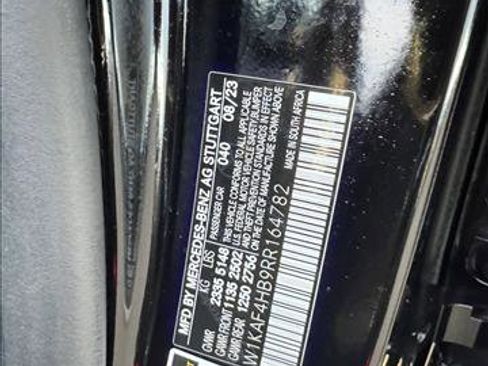 MFD BY MERCEDES-BENZ AG STUTTGART
PASSENGER CAR 040 08/23
KG LBS THIS VEHICLE CONFORMS TO ALL APPLICABLE
GVWR 2335 5148 U.S. FEDERAL MOTOR VEHICLE SAFETY, BUMPER
GAWR FRONT 1135 2502 AND THEFT PREVENTION STANDARDS IN EFFECT
GAWR REAR 1250 2756 ON THE DATE OF MANUFACTURE SHOWN ABOVE
W1KAF4HB9RR164782 MADE IN SOUTH AFRICA